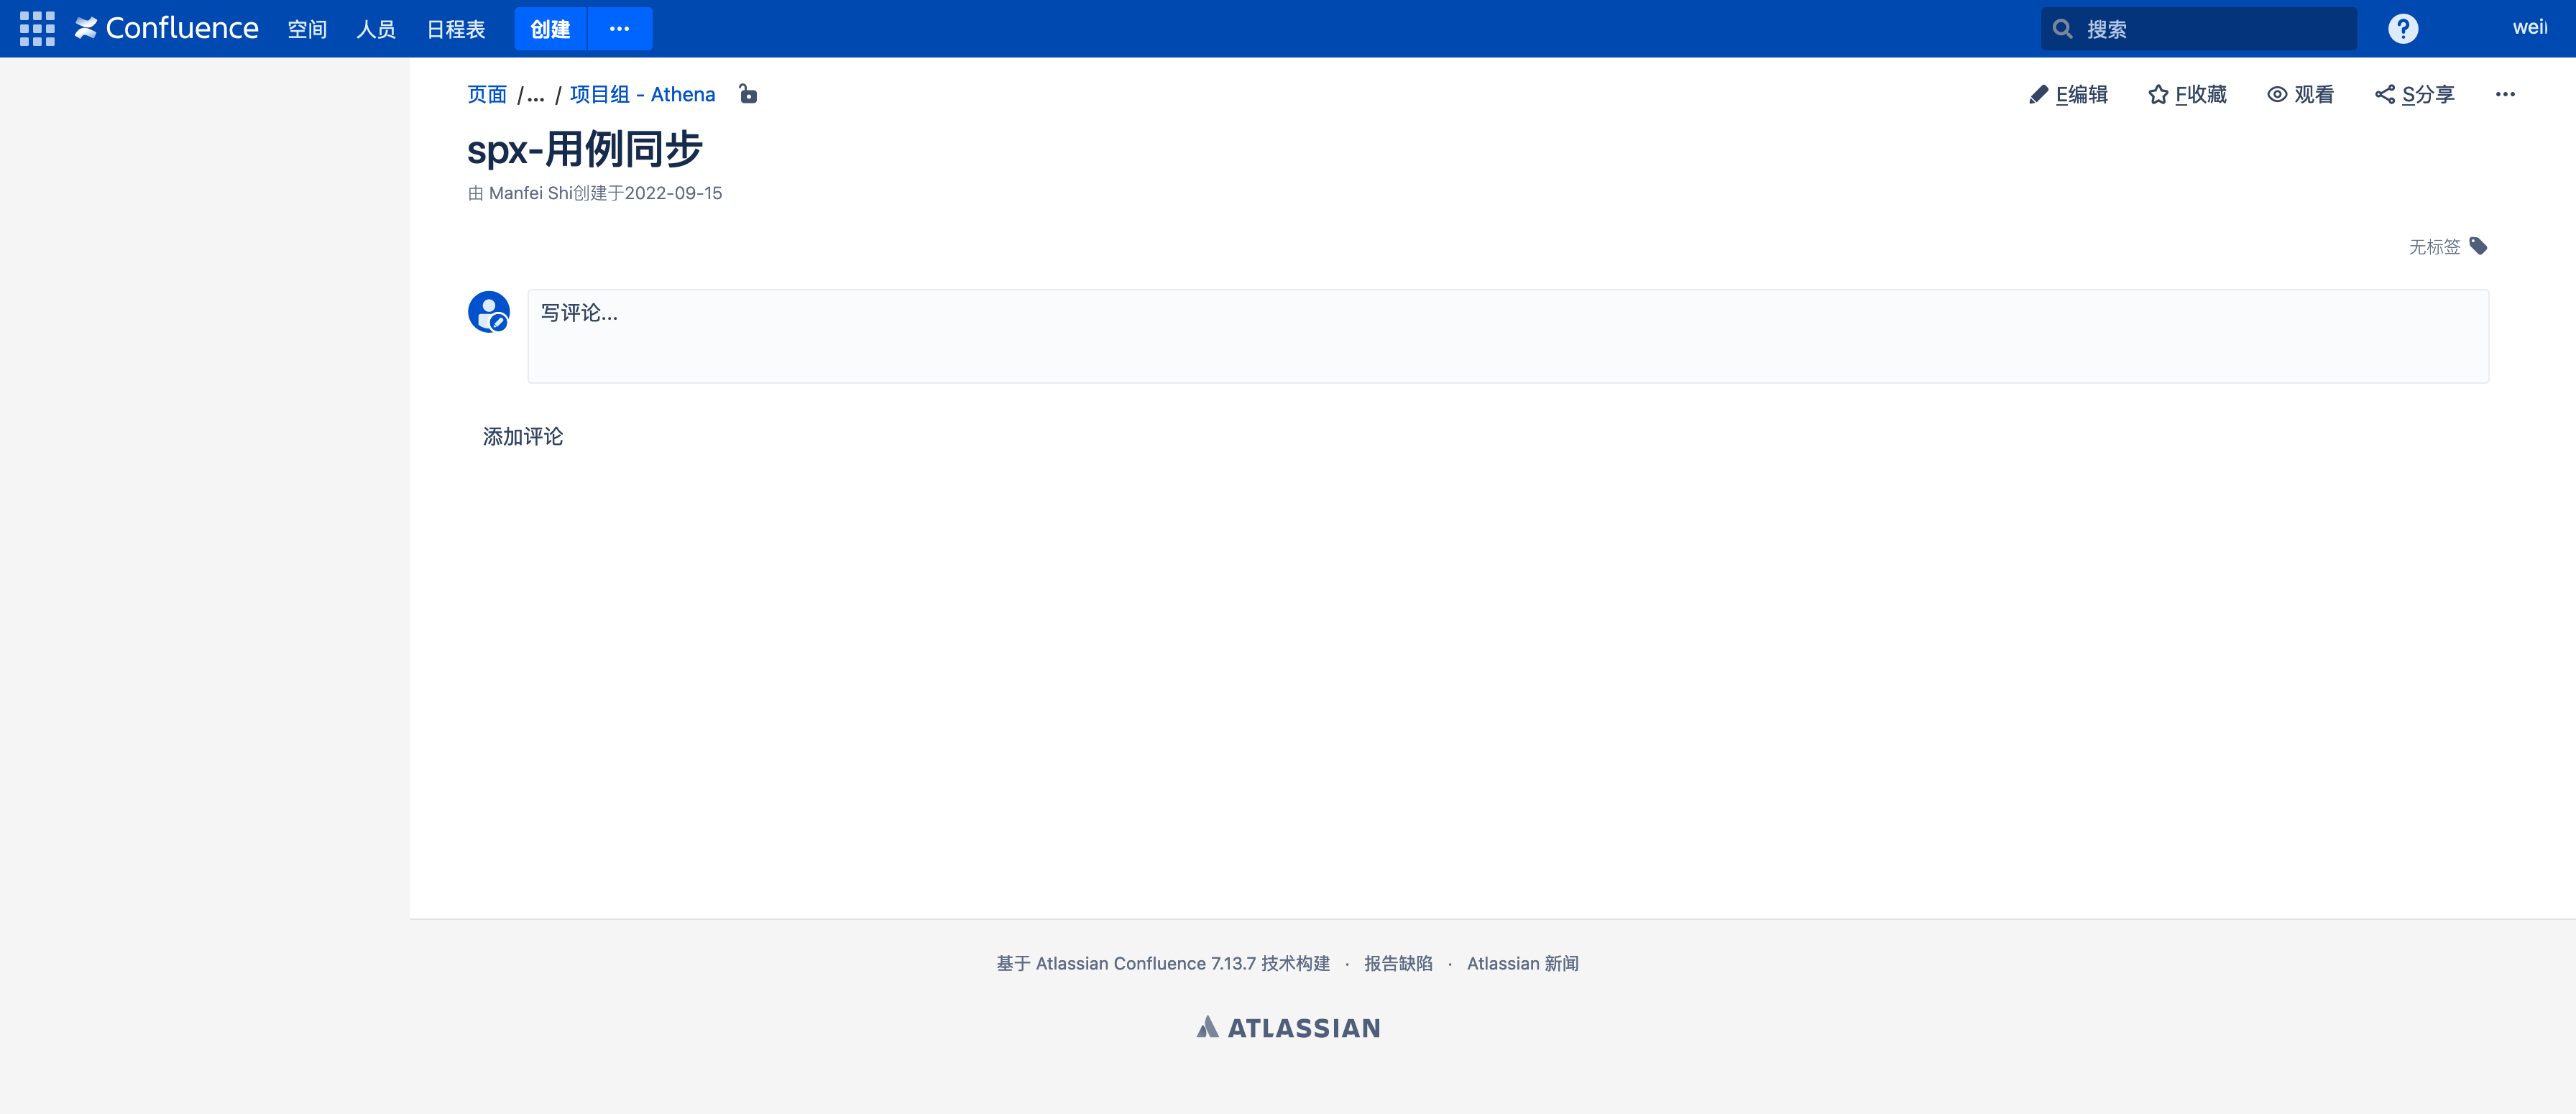 Confluence 空间 人员 日程表 创建 ··· 搜索 ?
页面 /... / 项目组 - Athena E编辑 F收藏 观看 S分享 ···
spx-用例同步
由 Manfei Shi创建于2022-09-15
无标签
写评论...
添加评论
基于 Atlassian Confluence 7.13.7 技术构建 · 报告缺陷 · Atlassian 新闻
ATLASSIAN